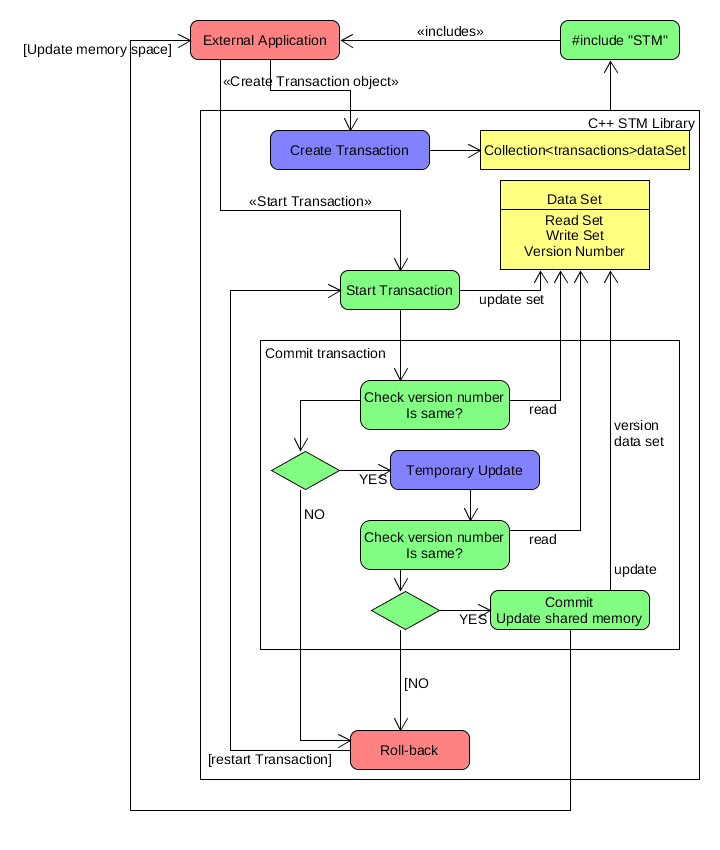 External Application
«includes»
#include "STM"
[Update memory space]
«Create Transaction object»
C++ STM Library
Create Transaction
Collection<transactions>dataSet
«Start Transaction»
Data Set
Read Set
Write Set
Version Number
Start Transaction
update set
Commit transaction
Check version number
Is same?
read
version
data set
YES
Temporary Update
NO
Check version number
Is same?
read
update
YES
Commit
Update shared memory
[NO
Roll-back
[restart Transaction]